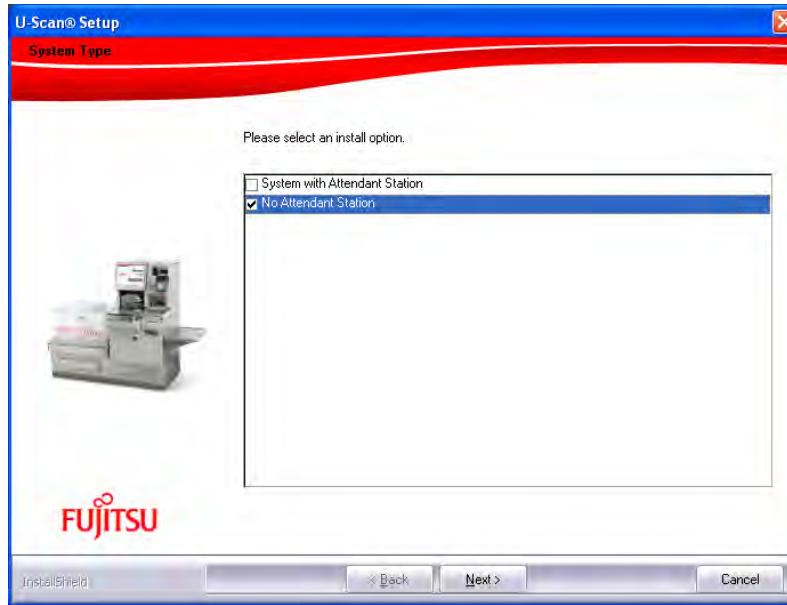 U-Scan® Setup
System Type
Please select an install option.
System with Attendant Station
No Attendant Station
FUJITSU
InstallShield
< Back
Next >
Cancel